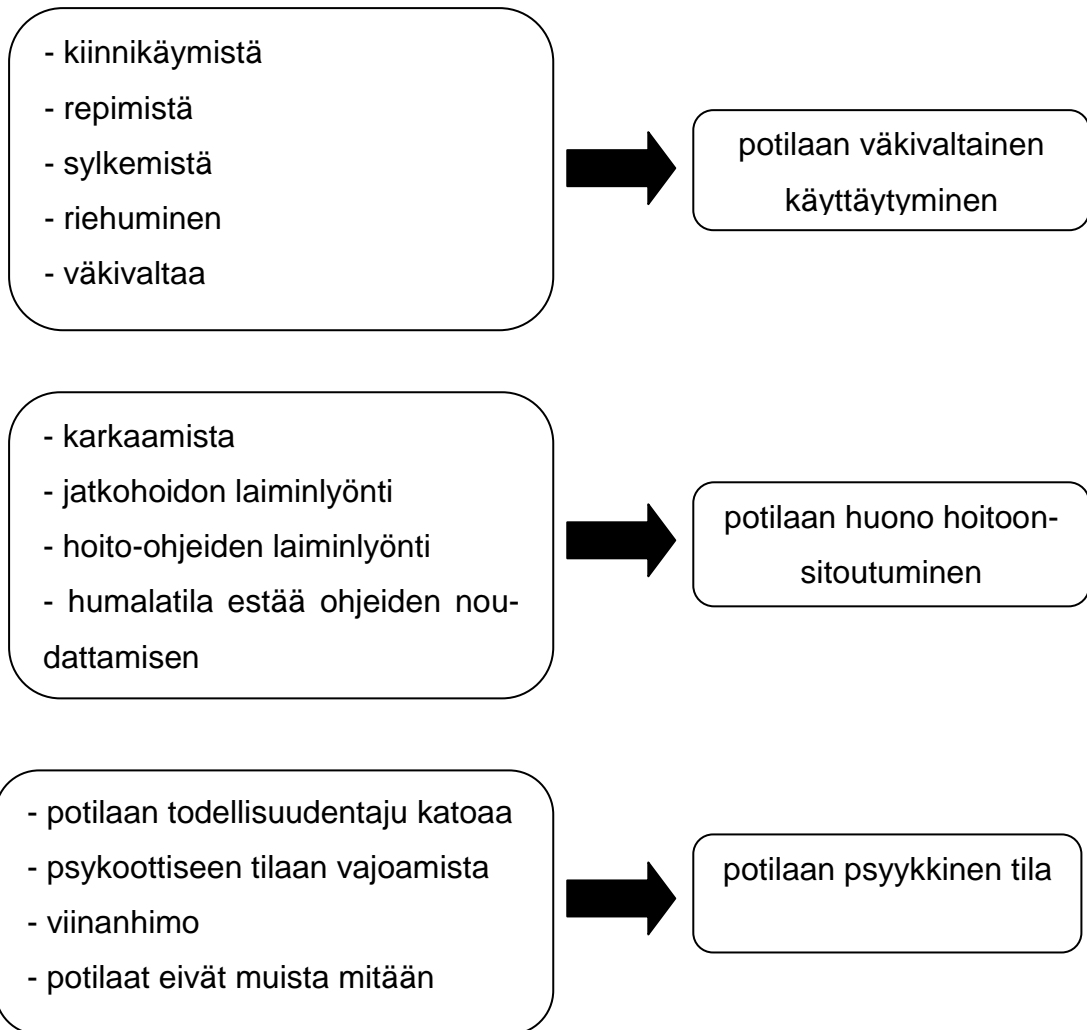 - kiinnikäymistä
- repimistä
- sylkemistä
- riehuminen
- väkivaltaa
potilaan väkivaltainen
käyttäytyminen
- karkaamista
- jatkohoidon laiminlyönti
- hoito-ohjeiden laiminlyönti
- humalatila estää ohjeiden nou-
dattamisen
potilaan huono hoitoon-
sitoutuminen
- potilaan todellisuudentaju katoaa
- psykoottiseen tilaan vajoamista
- viinanhimo
- potilaat eivät muista mitään
potilaan psyykkinen tila